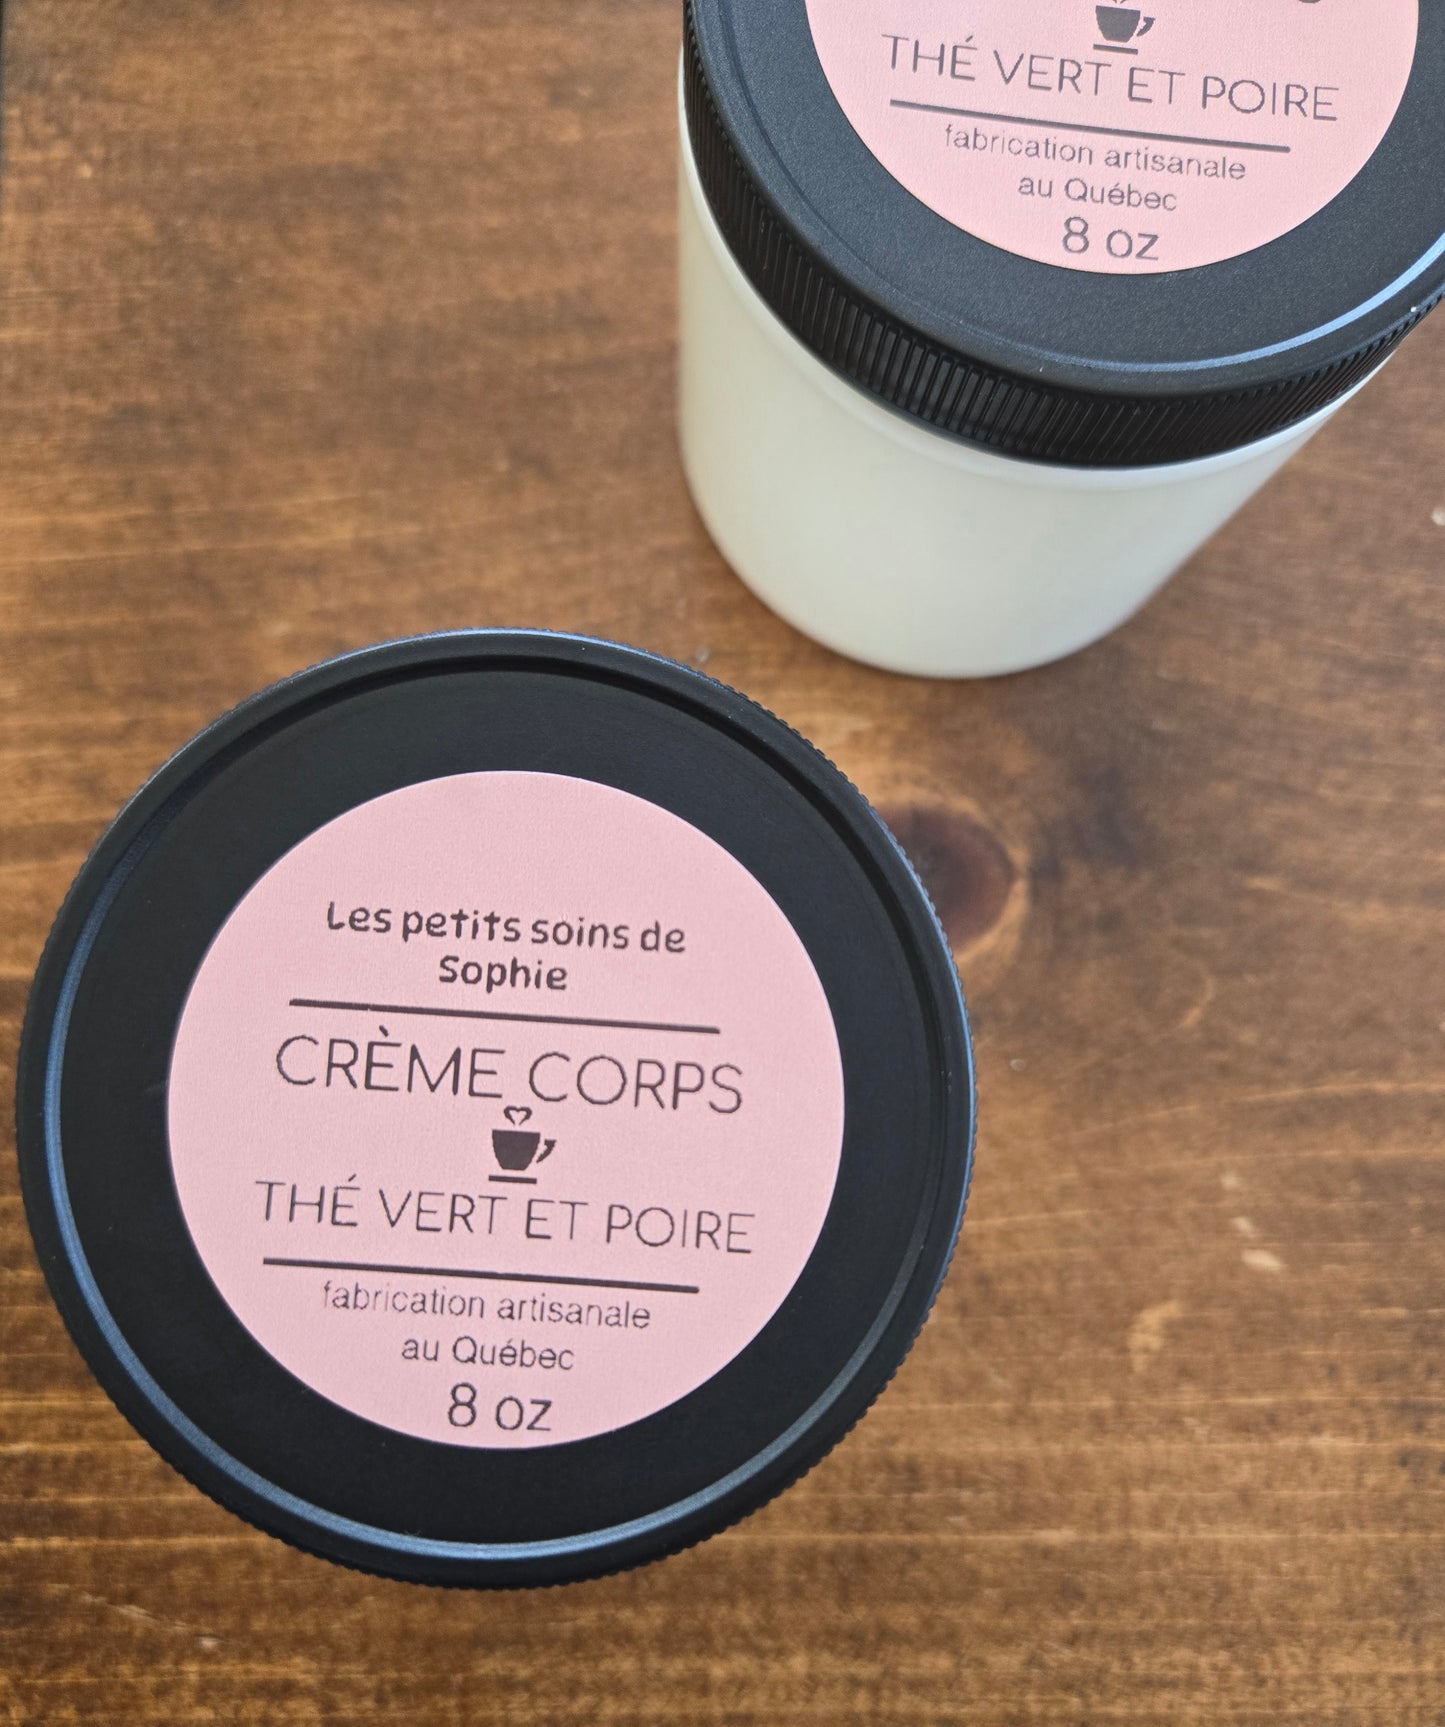 THÉ VERT ET POIRE
fabrication artisanale
au Québec
8 oz
Les petits soins de
Sophie
CRÈME CORPS
THÉ VERT ET POIRE
fabrication artisanale
au Québec
8 oz